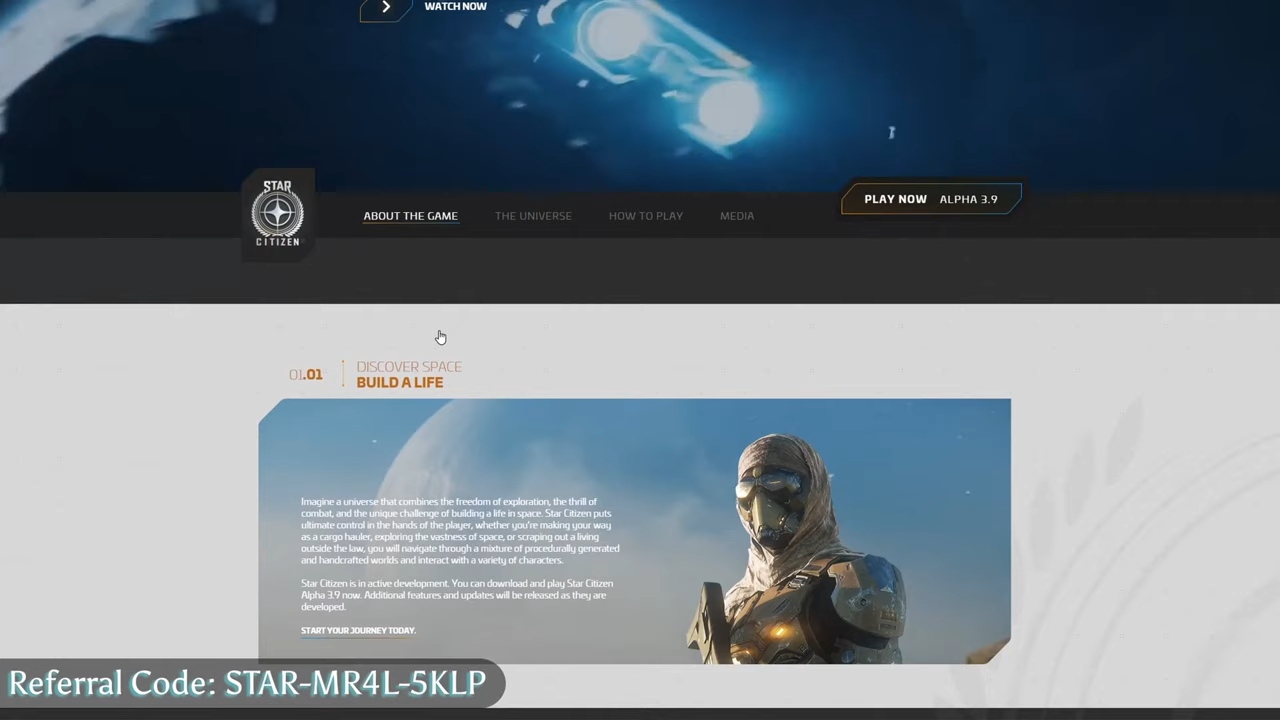 WATCH NOW
STAR
CITIZEN
ABOUT THE GAME
THE UNIVERSE
HOW TO PLAY
MEDIA
PLAY NOW ALPHA 3.9
01.01
DISCOVER SPACE
BUILD A LIFE
Imagine a universe that combines the freedom of exploration, the thrill of
combat, and the unique challenge of building a life in space. Star Citizen puts
ultimate control in the hands of the player, whether you're making your way
as a cargo hauler, exploring the vastness of space, or scraping out a living
outside the law, you will navigate through a mixture of procedurally generated
and handcrafted worlds and interact with a variety of characters.
Star Citizen is in active development. You can download and play Star Citizen
Alpha 3.9 now. Additional features and updates will be released as they are
developed.
START YOUR JOURNEY TODAY.
Referral Code: STAR-MR4L-5KLP